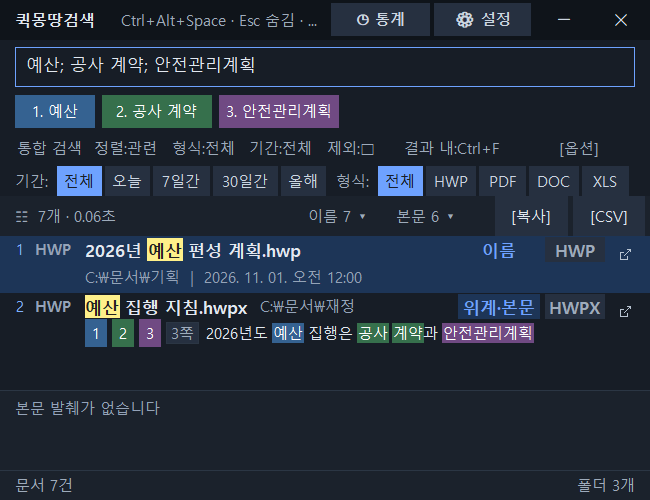 퀵몽땅검색 Ctrl+Alt+Space · Esc 숨김 · ... 통계 설정
예산; 공사 계약; 안전관리계획
1. 예산 2. 공사 계약 3. 안전관리계획
통합 검색 정렬:관련 형식:전체 기간:전체 제외:□ 결과 내:Ctrl+F [옵션]
기간: 전체 오늘 7일간 30일간 올해 형식: 전체 HWP PDF DOC XLS
7개 · 0.06초 이름 7 ▾ 본문 6 ▾ [복사] [CSV]
1 HWP 2026년 예산 편성 계획.hwp 이름 HWP
C:₩문서₩기획 | 2026. 11. 01. 오전 12:00
2 HWP 예산 집행 지침.hwpx C:₩문서₩재정 위계·본문 HWPX
1 2 3 3쪽 2026년도 예산 집행은 공사 계약과 안전관리계획
본문 발췌가 없습니다
문서 7건 폴더 3개